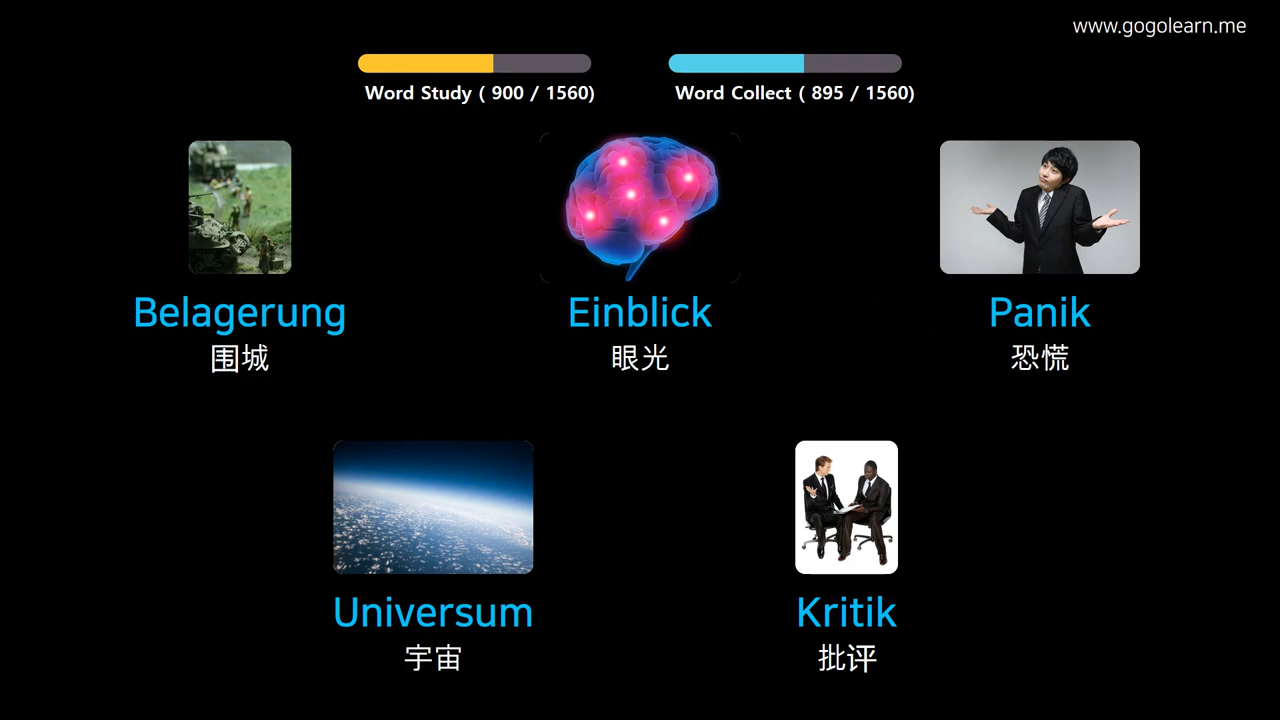 www.gogolearn.me
Word Study ( 900 / 1560)
Word Collect ( 895 / 1560)
Belagerung
围城
Einblick
眼光
Panik
恐慌
Universum
宇宙
Kritik
批评